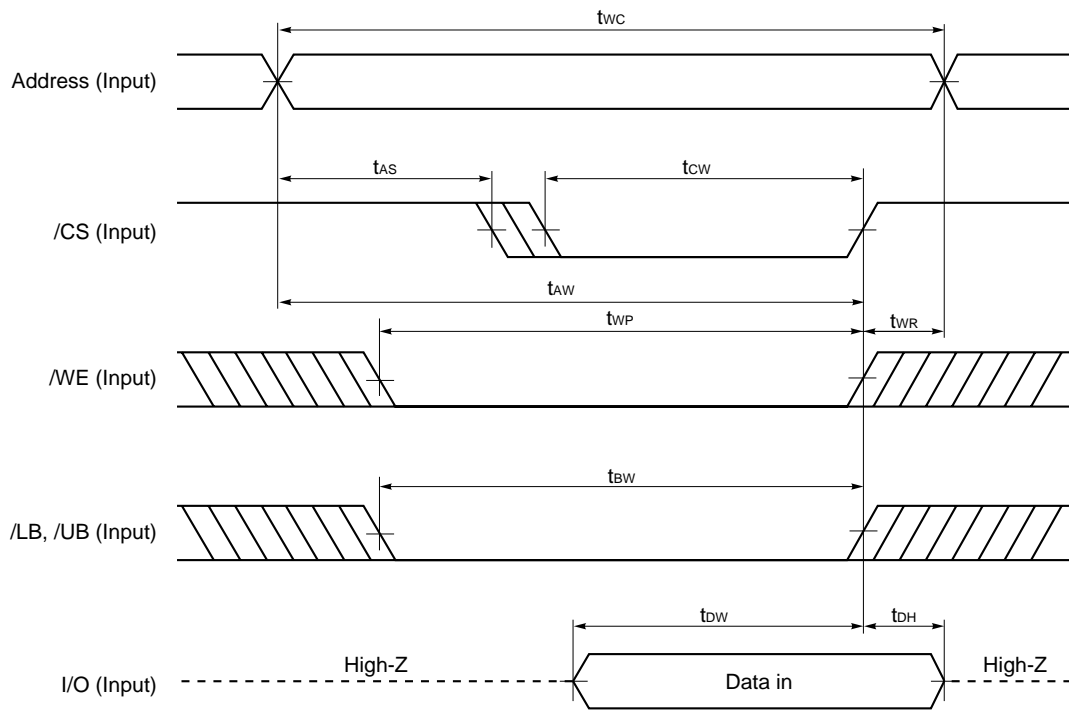 tWC
Address (Input)
tAS
tCW
/CS (Input)
tAW
tWP
tWR
/WE (Input)
tBW
/LB, /UB (Input)
tDW
tDH
High-Z
High-Z
I/O (Input)
Data in